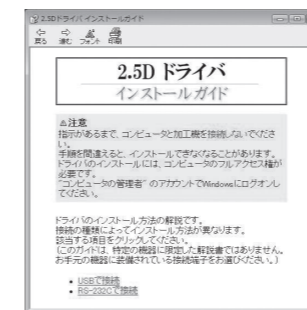 2.5Dドライバ インストールガイド
戻る 進む フォント 印刷
2.5D ドライバ
インストールガイド
⚠注意
指示があるまで、コンピュータと加工機を接続しないでくださ
い。
手順を間違えると、インストールできなくなることがあります。
ドライバのインストールには、コンピュータのフルアクセス権が
必要です。
"コンピュータの管理者" のアカウントでWindowsにログオンし
てください。
ドライバのインストール方法の解説です。
接続の種類によってインストール方法が異なります。
該当する項目をクリックしてください。
(このガイドは、特定の機器に限定した解説書ではありません。
お手元の機器に装備されている接続端子をお選びください。)
• USBで接続
• RS-232Cで接続